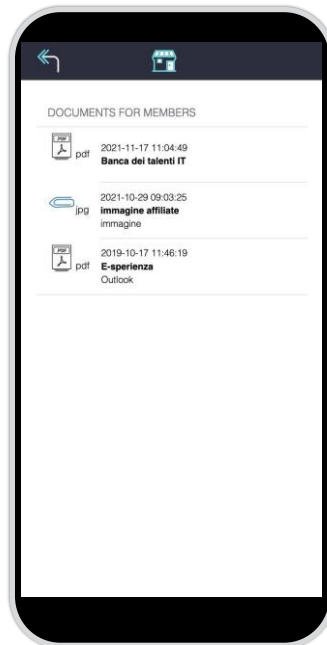 DOCUMENTS FOR MEMBERS
PDF
pdf
2021-11-17 11:04:49
Banca dei talenti IT
jpg
2021-10-29 09:03:25
immagine affiliate
immagine
PDF
pdf
2019-10-17 11:46:19
E-sperienza
Outlook